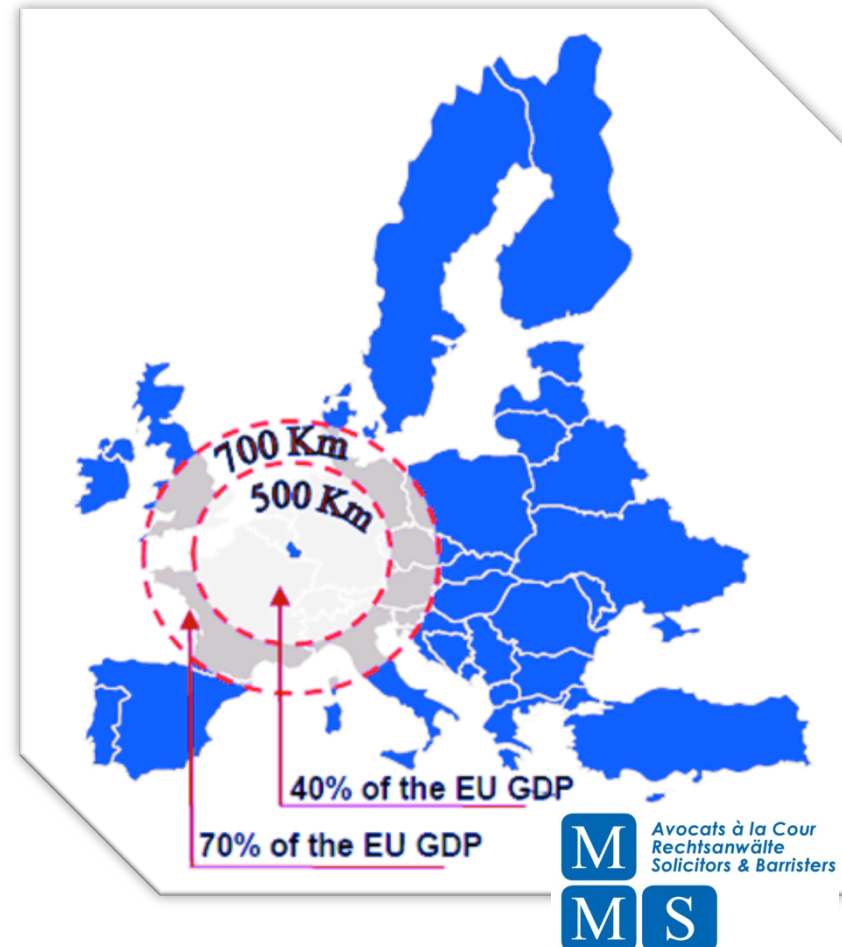 700 Km
500 Km
40% of the EU GDP
70% of the EU GDP
M
Avocats à la Cour
Rechtsanwälte
Solicitors & Barristers
M S